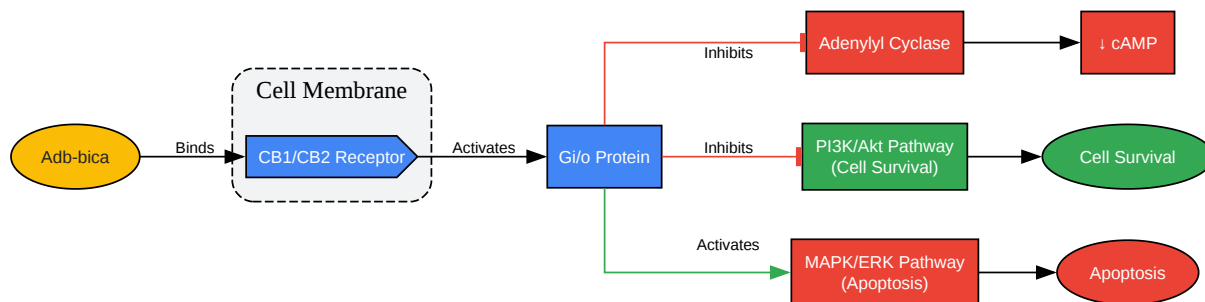 Inhibits
Adenylyl Cyclase
↓ cAMP
Cell Membrane
Adb-bica
Binds
CB1/CB2 Receptor
Activates
Gi/o Protein
Inhibits
PI3K/Akt Pathway
(Cell Survival)
Cell Survival
Activates
MAPK/ERK Pathway
(Apoptosis)
Apoptosis